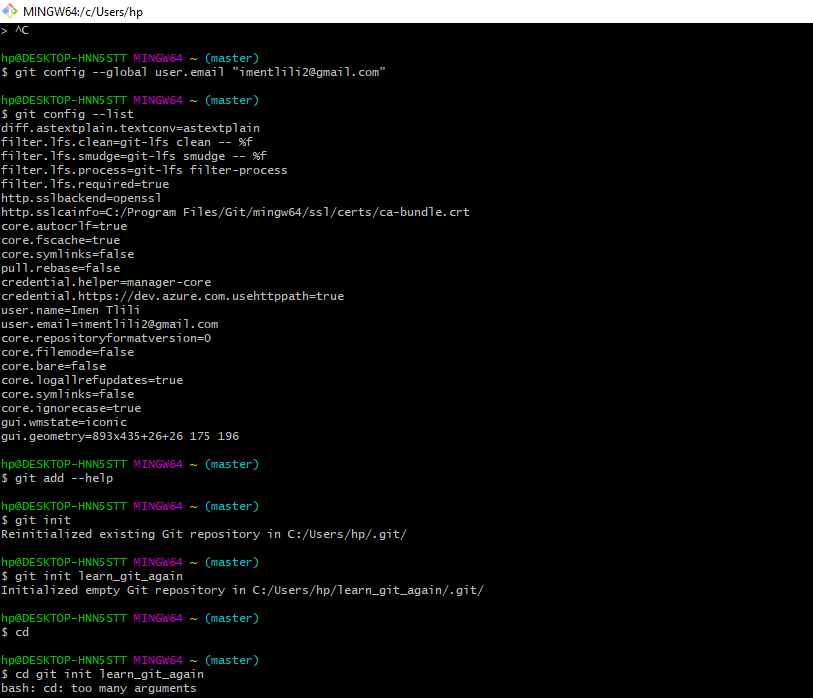 MINGW64:/c/Users/hp
> ^C
hp@DESKTOP-HNN5STT MINGW64 ~ (master)
$ git config --global user.email "imentlili2@gmail.com"
hp@DESKTOP-HNN5STT MINGW64 ~ (master)
$ git config --list
diff.astextplain.textconv=astextplain
filter.lfs.clean=git-lfs clean -- %f
filter.lfs.smudge=git-lfs smudge -- %f
filter.lfs.process=git-lfs filter-process
filter.lfs.required=true
http.sslbackend=openssl
http.sslcainfo=C:/Program Files/Git/mingw64/ssl/certs/ca-bundle.crt
core.autocrlf=true
core.fscache=true
core.symlinks=false
pull.rebase=false
credential.helper=manager-core
credential.https://dev.azure.com.usehttppath=true
user.name=Imen Tlili
user.email=imentlili2@gmail.com
core.repositoryformatversion=0
core.filemode=false
core.bare=false
core.logallrefupdates=true
core.symlinks=false
core.ignorecase=true
gui.wmstate=iconic
gui.geometry=893x435+26+26 175 196
hp@DESKTOP-HNN5STT MINGW64 ~ (master)
$ git add --help
hp@DESKTOP-HNN5STT MINGW64 ~ (master)
$ git init
Reinitialized existing Git repository in C:/Users/hp/.git/
hp@DESKTOP-HNN5STT MINGW64 ~ (master)
$ git init learn_git_again
Initialized empty Git repository in C:/Users/hp/learn_git_again/.git/
hp@DESKTOP-HNN5STT MINGW64 ~ (master)
$ cd
hp@DESKTOP-HNN5STT MINGW64 ~ (master)
$ cd git init learn_git_again
bash: cd: too many arguments